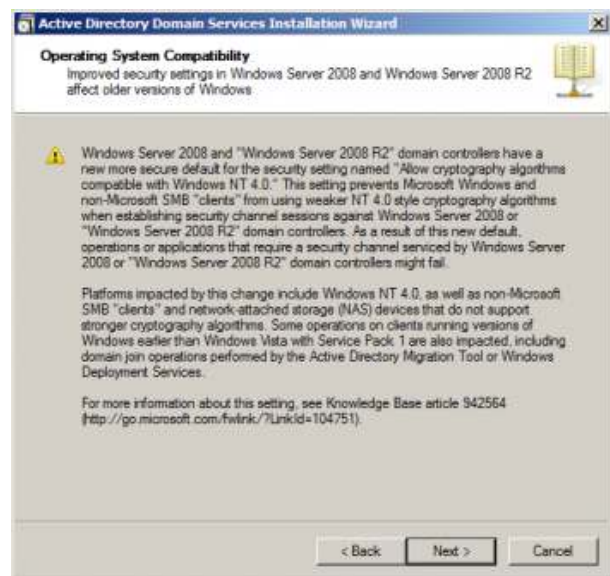 Active Directory Domain Services Installation Wizard
Operating System Compatibility
Improved security settings in Windows Server 2008 and Windows Server 2008 R2
affect older versions of Windows
Windows Server 2008 and "Windows Server 2008 R2" domain controllers have a
new more secure default for the security setting named "Allow cryptography algorithms
compatible with Windows NT 4.0." This setting prevents Microsoft Windows and
non-Microsoft SMB "clients" from using weaker NT 4.0 style cryptography algorithms
when establishing security channel sessions against Windows Server 2008 or
"Windows Server 2008 R2" domain controllers. As a result of this new default,
operations or applications that require a security channel serviced by Windows Server
2008 or "Windows Server 2008 R2" domain controllers might fail.
Platforms impacted by this change include Windows NT 4.0, as well as non-Microsoft
SMB "clients" and network-attached storage (NAS) devices that do not support
stronger cryptography algorithms. Some operations on clients running versions of
Windows earlier than Windows Vista with Service Pack 1 are also impacted, including
domain join operations performed by the Active Directory Migration Tool or Windows
Deployment Services.
For more information about this setting, see Knowledge Base article 942564
(http://go.microsoft.com/fwlink/?LinkId=104751).
< Back Next > Cancel